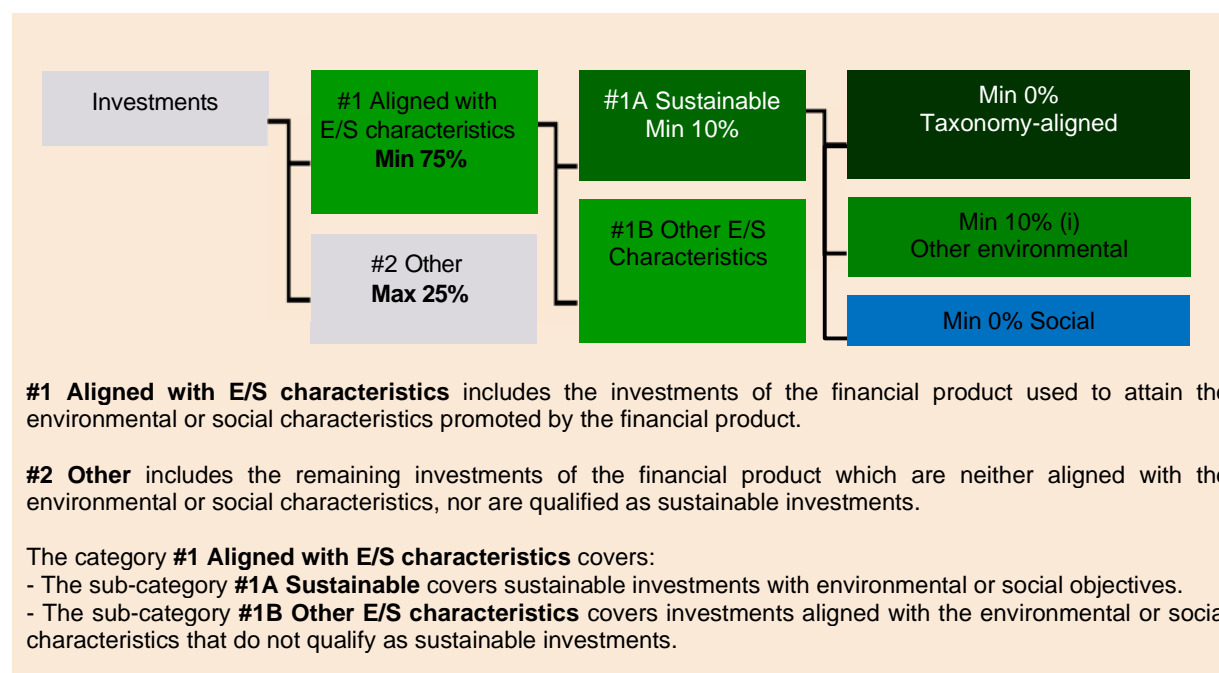 Investments
#1 Aligned with
E/S characteristics
Min 75%
#2 Other
Max 25%
#1A Sustainable
Min 10%
#1B Other E/S
Characteristics
Min 0%
Taxonomy-aligned
Min 10% (i)
Other environmental
Min 0% Social
#1 Aligned with E/S characteristics includes the investments of the financial product used to attain the
environmental or social characteristics promoted by the financial product.
#2 Other includes the remaining investments of the financial product which are neither aligned with the
environmental or social characteristics, nor are qualified as sustainable investments.
The category #1 Aligned with E/S characteristics covers:
- The sub-category #1A Sustainable covers sustainable investments with environmental or social objectives.
- The sub-category #1B Other E/S characteristics covers investments aligned with the environmental or social
characteristics that do not qualify as sustainable investments.